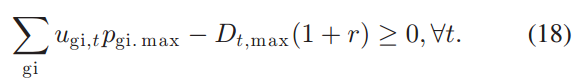 ∑_{gi} u_{gi,t} p_{gi. max} − D_{t,max}(1 + r) ≥ 0, ∀t. (18)